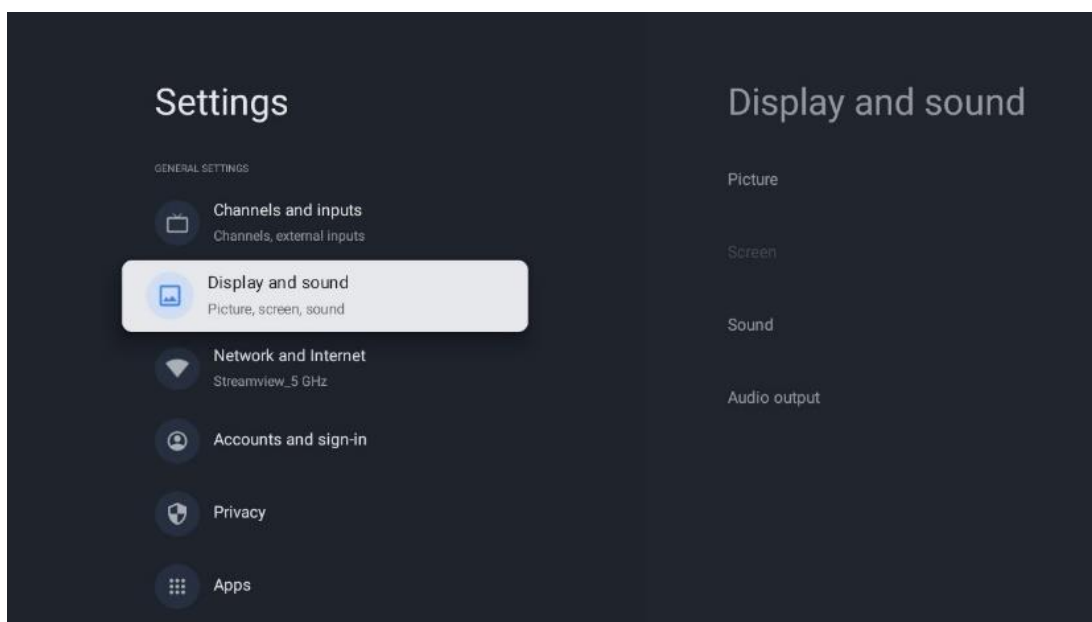 Settings
GENERAL SETTINGS
Channels and inputs
Channels, external inputs
Display and sound
Picture, screen, sound
Network and Internet
Streamview_5 GHz
Accounts and sign-in
Privacy
Apps
Display and sound
Picture
Screen
Sound
Audio output